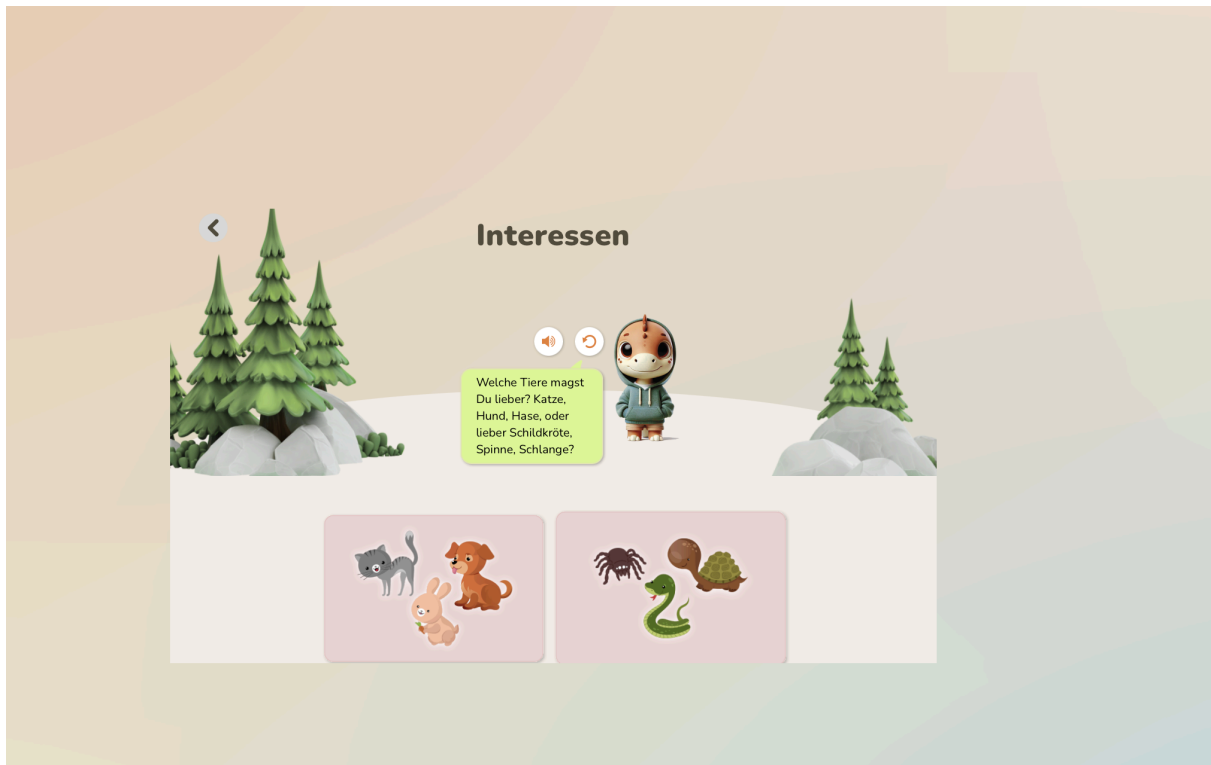 Interessen
Welche Tiere magst
Du lieber? Katze,
Hund, Hase, oder
lieber Schildkröte,
Spinne, Schlange?